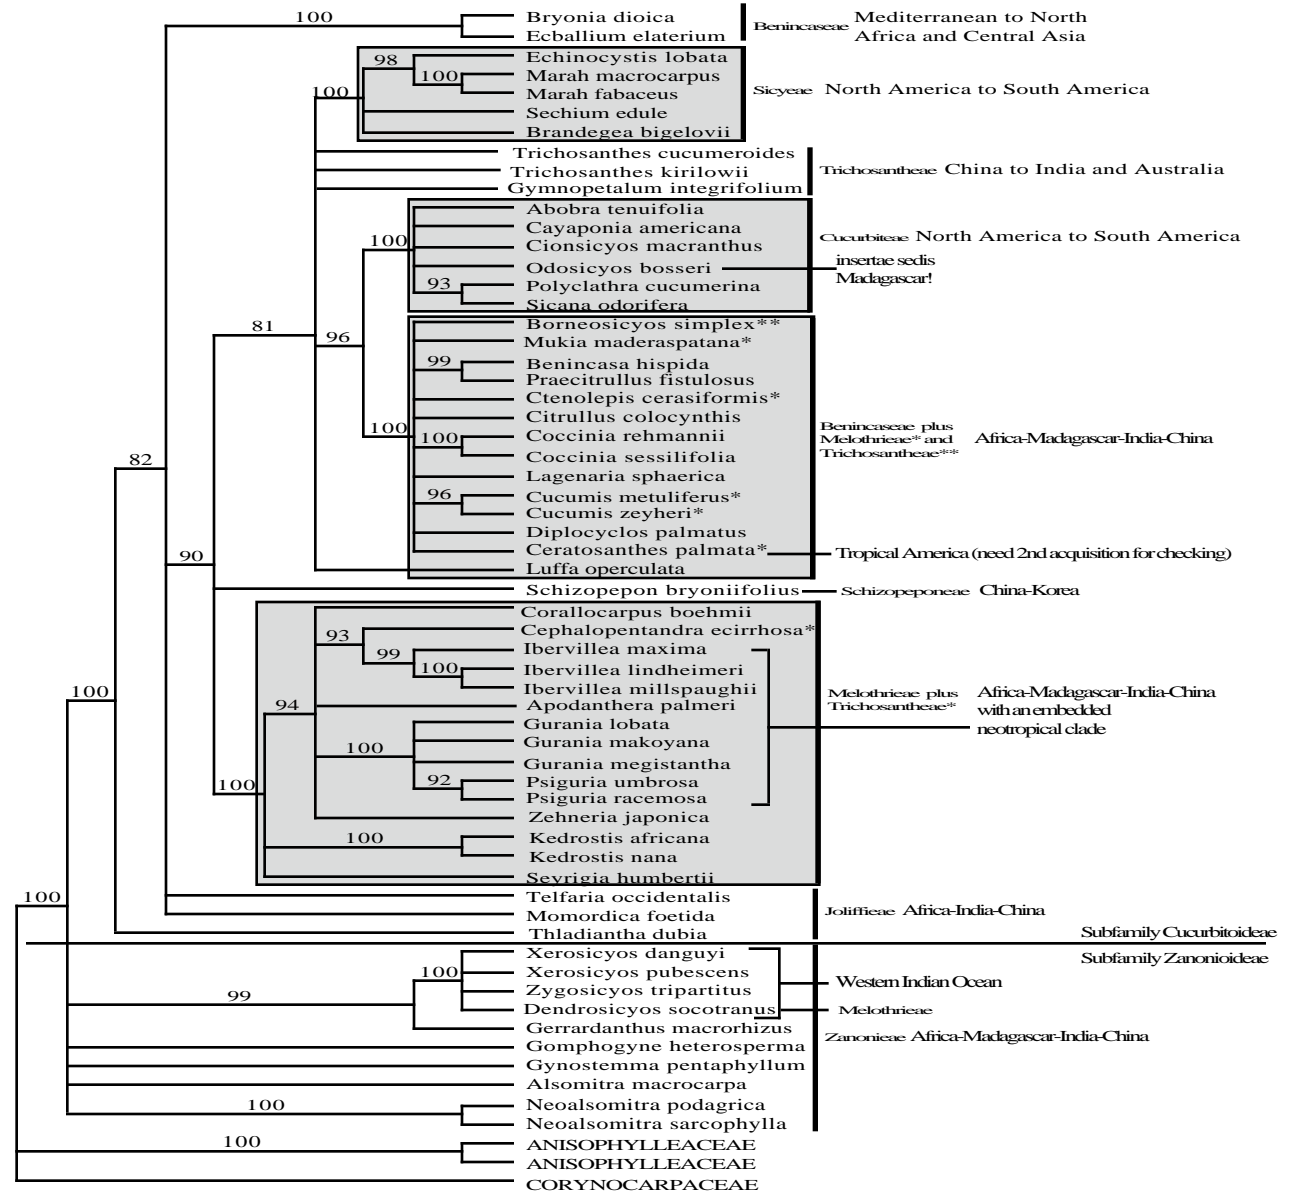 100
Bryonia dioica
Ecballium elaterium
Benincaseae Mediterranean to North
Africa and Central Asia
98
100
100
Echinocystis lobata
Marah macrocarpus
Marah fabaceus
Sechium edule
Brandegea bigelovii
Sicyeae North America to South America
Trichosanthes cucumeroides
Trichosanthes kirilowii
Gymnopetalum integrifolium
Trichosantheae China to India and Australia
100
Abobra tenuifolia
Cayaponia americana
Cionsicyos macranthus
Odosicyos bosseri
93
Polyclathra cucumerina
Sicana odorifera
Cucurbiteae North America to South America
insertae sedis
Madagascar!
81
96
Borneosicyos simplex**
Mukia maderaspatana*
99
Benincasa hispida
Praecitrullus fistulosus
Ctenolepis cerasiformis*
Citrullus colocynthis
100
100
Coccinia rehmannii
Coccinia sessilifolia
Lagenaria sphaerica
96
Cucumis metuliferus*
Cucumis zeyheri*
Diplocyclos palmatus
Ceratosanthes palmata*
Luffa operculata
Benincaseae plus
Melothrieae* and
Trichosantheae**
Africa-Madagascar-India-China
Tropical America (need 2nd acquisition for checking)
82
90
Schizopepon bryoniifolius
Schizopeponeae China-Korea
Corallocarpus boehmii
93
Cephalopentandra ecirrhosa*
99
Ibervillea maxima
100
Ibervillea lindheimeri
Ibervillea millspaughii
94
Apodanthera palmeri
Gurania lobata
100
Gurania makoyana
Gurania megistantha
92
Psiguria umbrosa
Psiguria racemosa
Zehneria japonica
100
100
Kedrostis africana
Kedrostis nana
Seyrigia humbertii
Melothrieae plus
Trichosantheae*
Africa-Madagascar-India-China
with an embedded
neotropical clade
100
100
Telfaria occidentalis
Momordica foetida
Thladiantha dubia
Joliffieae Africa-India-China
Subfamily Cucurbitoideae
Subfamily Zanonioideae
Xerosicyos danguyi
100
Xerosicyos pubescens
Zygosicyos tripartitus
Dendrosicyos socotranus
99
Gerrardanthus macrorhizus
Western Indian Ocean
Melothrieae
Zanonieae Africa-Madagascar-India-China
Gomphogyne heterosperma
Gynostemma pentaphyllum
Alsomitra macrocarpa
100
Neoalsomitra podagrica
Neoalsomitra sarcophylla
100
ANISOPHYLLEACEAE
ANISOPHYLLEACEAE
CORYNOCARPACEAE